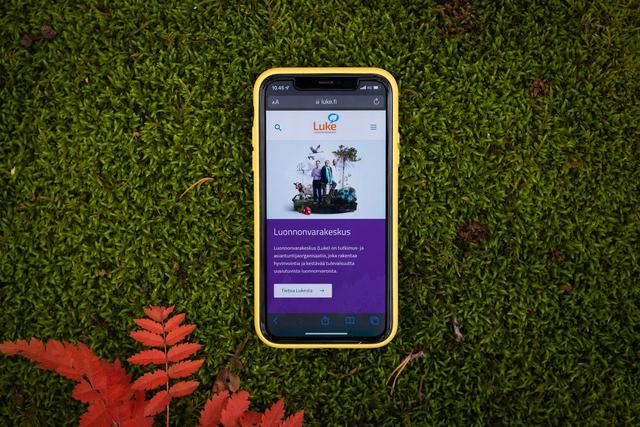 10.45
4G
AA
luke.fi
Luke
Luonnonvarakeskus
Luonnonvarakeskus (Luke) on tutkimus- ja
asiantuntijaorganisaatio, joka rakentaa
hyvinvointia ja kestävää tulevaisuutta
uusiutuvista luonnonvaroista.
Tietoa Lukesta →